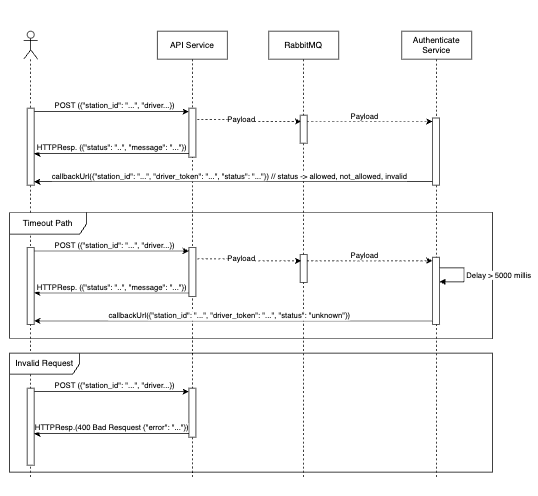 API Service
RabbitMQ
Authenticate
Service
POST ({"station_id": "...", "driver...})
Payload
Payload
HTTPResp. ({"status": "..", "message": "..."})
callbackUrl({"station_id": "...", "driver_token": "...", "status": "..."}) // status -> allowed, not_allowed, invalid
Timeout Path
POST ({"station_id": "...", "driver...})
Payload
Payload
Delay > 5000 millis
HTTPResp. ({"status": "..", "message": "..."})
callbackUrl({"station_id": "...", "driver_token": "...", "status": "unknown"})
Invalid Request
POST ({"station_id": "...", "driver...})
HTTPResp.(400 Bad Resquest {"error": "..."})